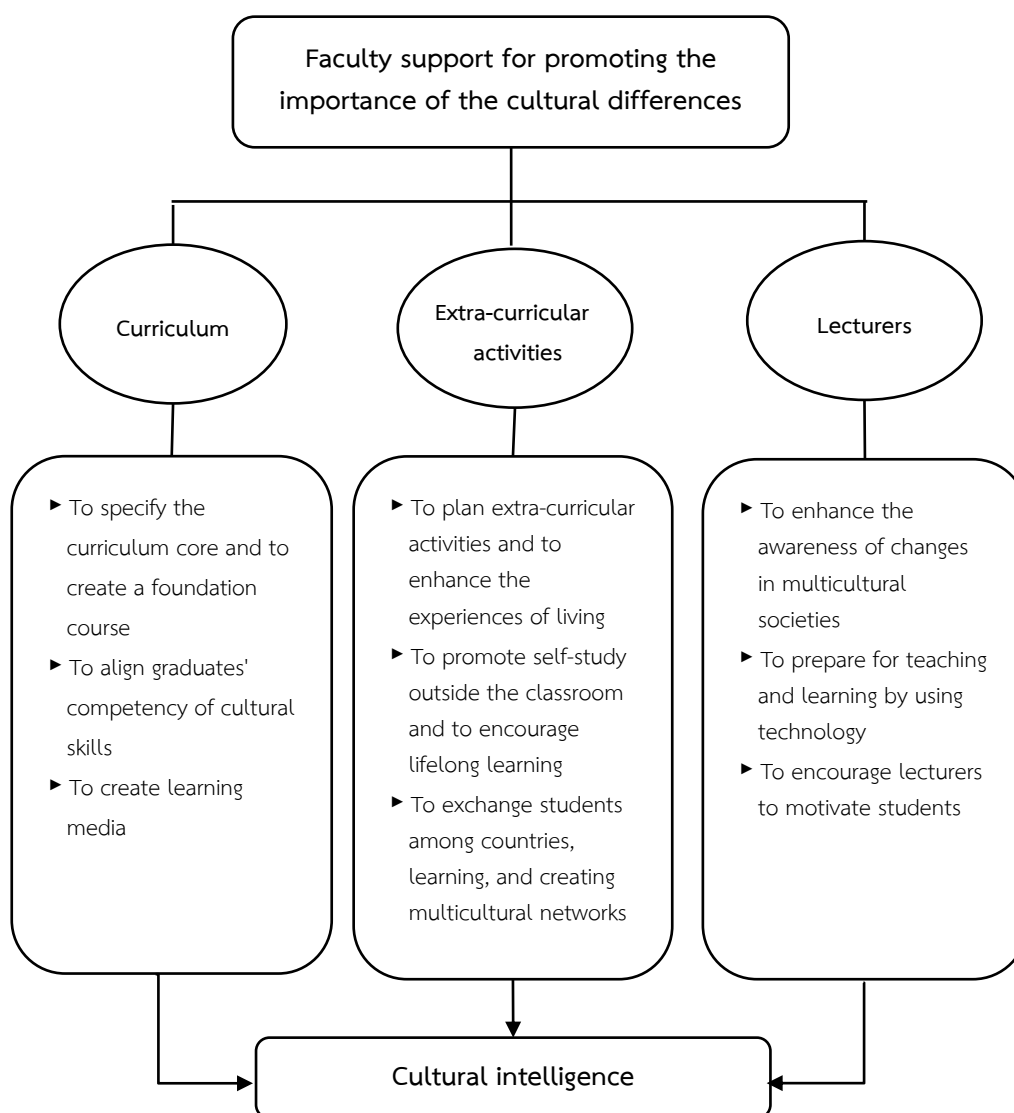 Faculty support for promoting the
importance of the cultural differences
Curriculum
Extra-curricular
activities
Lecturers
► To specify the
curriculum core and to
create a foundation
course
► To align graduates'
competency of cultural
skills
► To create learning
media
► To plan extra-curricular
activities and to
enhance the
experiences of living
► To promote self-study
outside the classroom
and to encourage
lifelong learning
► To exchange students
among countries,
learning, and creating
multicultural networks
► To enhance the
awareness of changes
in multicultural
societies
► To prepare for teaching
and learning by using
technology
► To encourage lecturers
to motivate students
Cultural intelligence